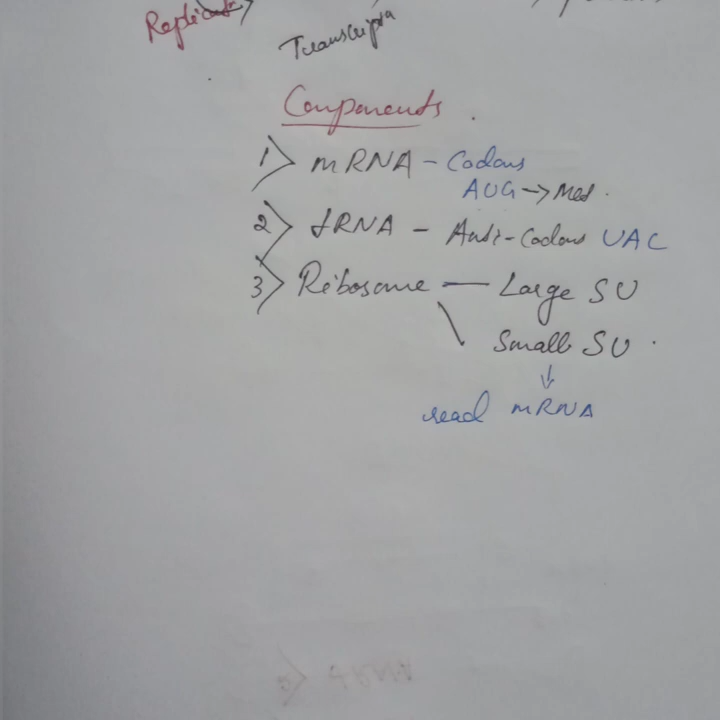 Transcription
Components
1) mRNA - Codons
AUG → Met.
2) tRNA - Anti-Codons UAC
3) Ribosome — Large SU
Small SU.
↓
read mRNA